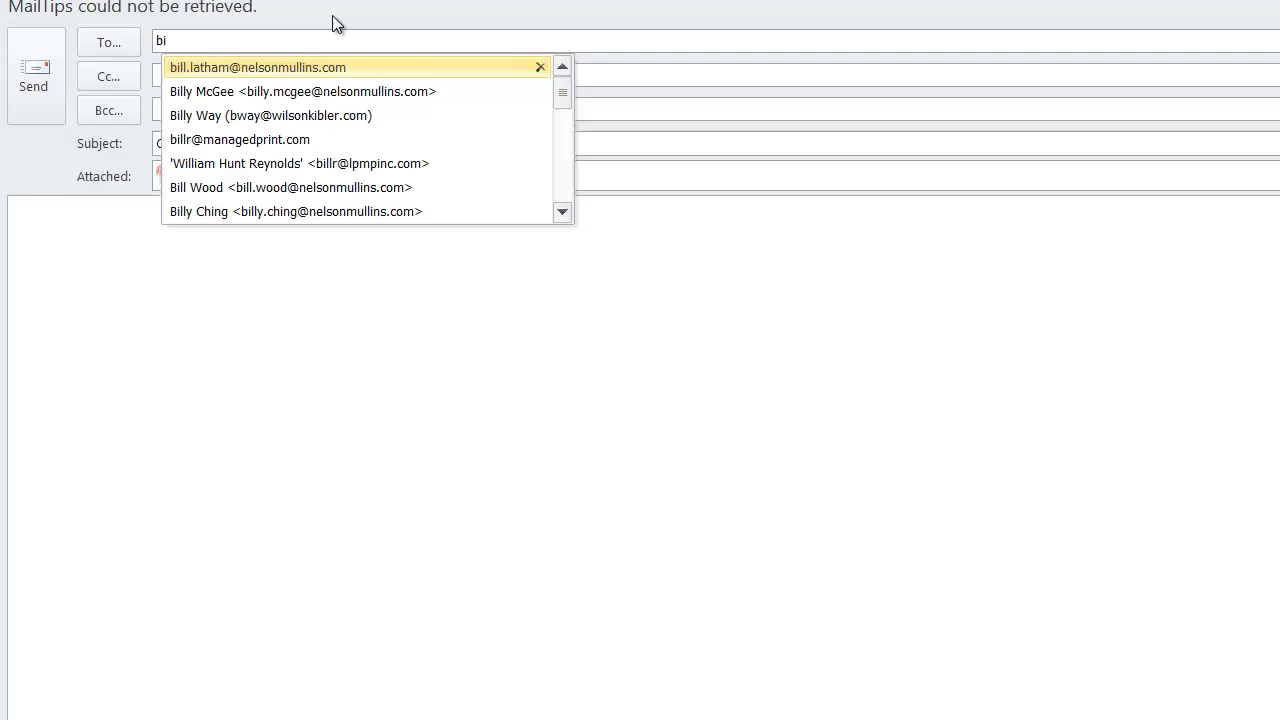 MailTips could not be retrieved.
To...
bi
Send
Cc...
Bcc...
Subject:
Attached:
bill.latham@nelsonmullins.com
Billy McGee <billy.mcgee@nelsonmullins.com>
Billy Way (bway@wilsonkibler.com)
billr@managedprint.com
'William Hunt Reynolds' <billr@lpmpinc.com>
Bill Wood <bill.wood@nelsonmullins.com>
Billy Ching <billy.ching@nelsonmullins.com>